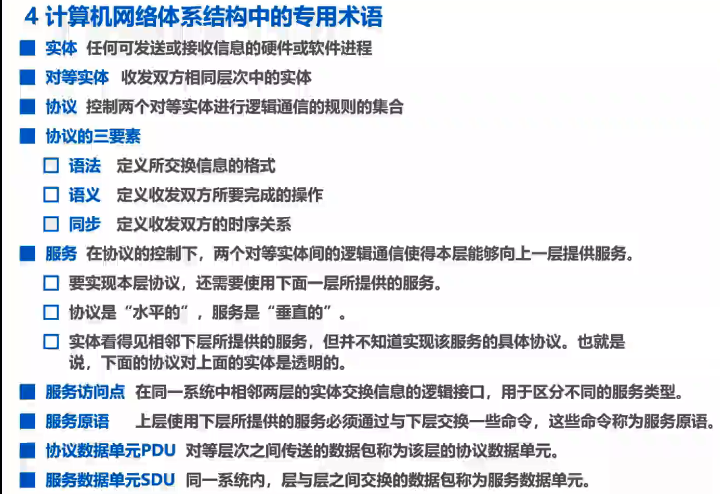 4 计算机网络体系结构中的专用术语
实体 任何可发送或接收信息的硬件或软件进程
对等实体 收发双方相同层次中的实体
协议 控制两个对等实体进行逻辑通信的规则的集合
协议的三要素
语法 定义所交换信息的格式
语义 定义收发双方所要完成的操作
同步 定义收发双方的时序关系
服务 在协议的控制下，两个对等实体间的逻辑通信使得本层能够向上一层提供服务。
要实现本层协议，还需要使用下面一层所提供的服务。
协议是“水平的”，服务是“垂直的”。
实体看得见相邻下层所提供的服务，但并不知道实现该服务的具体协议。也就是
说，下面的协议对上面的实体是透明的。
服务访问点 在同一系统中相邻两层的实体交换信息的逻辑接口，用于区分不同的服务类型。
服务原语 上层使用下层所提供的服务必须通过与下层交换一些命令，这些命令称为服务原语。
协议数据单元PDU 对等层次之间传送的数据包称为该层的协议数据单元。
服务数据单元SDU 同一系统内，层与层之间交换的数据包称为服务数据单元。